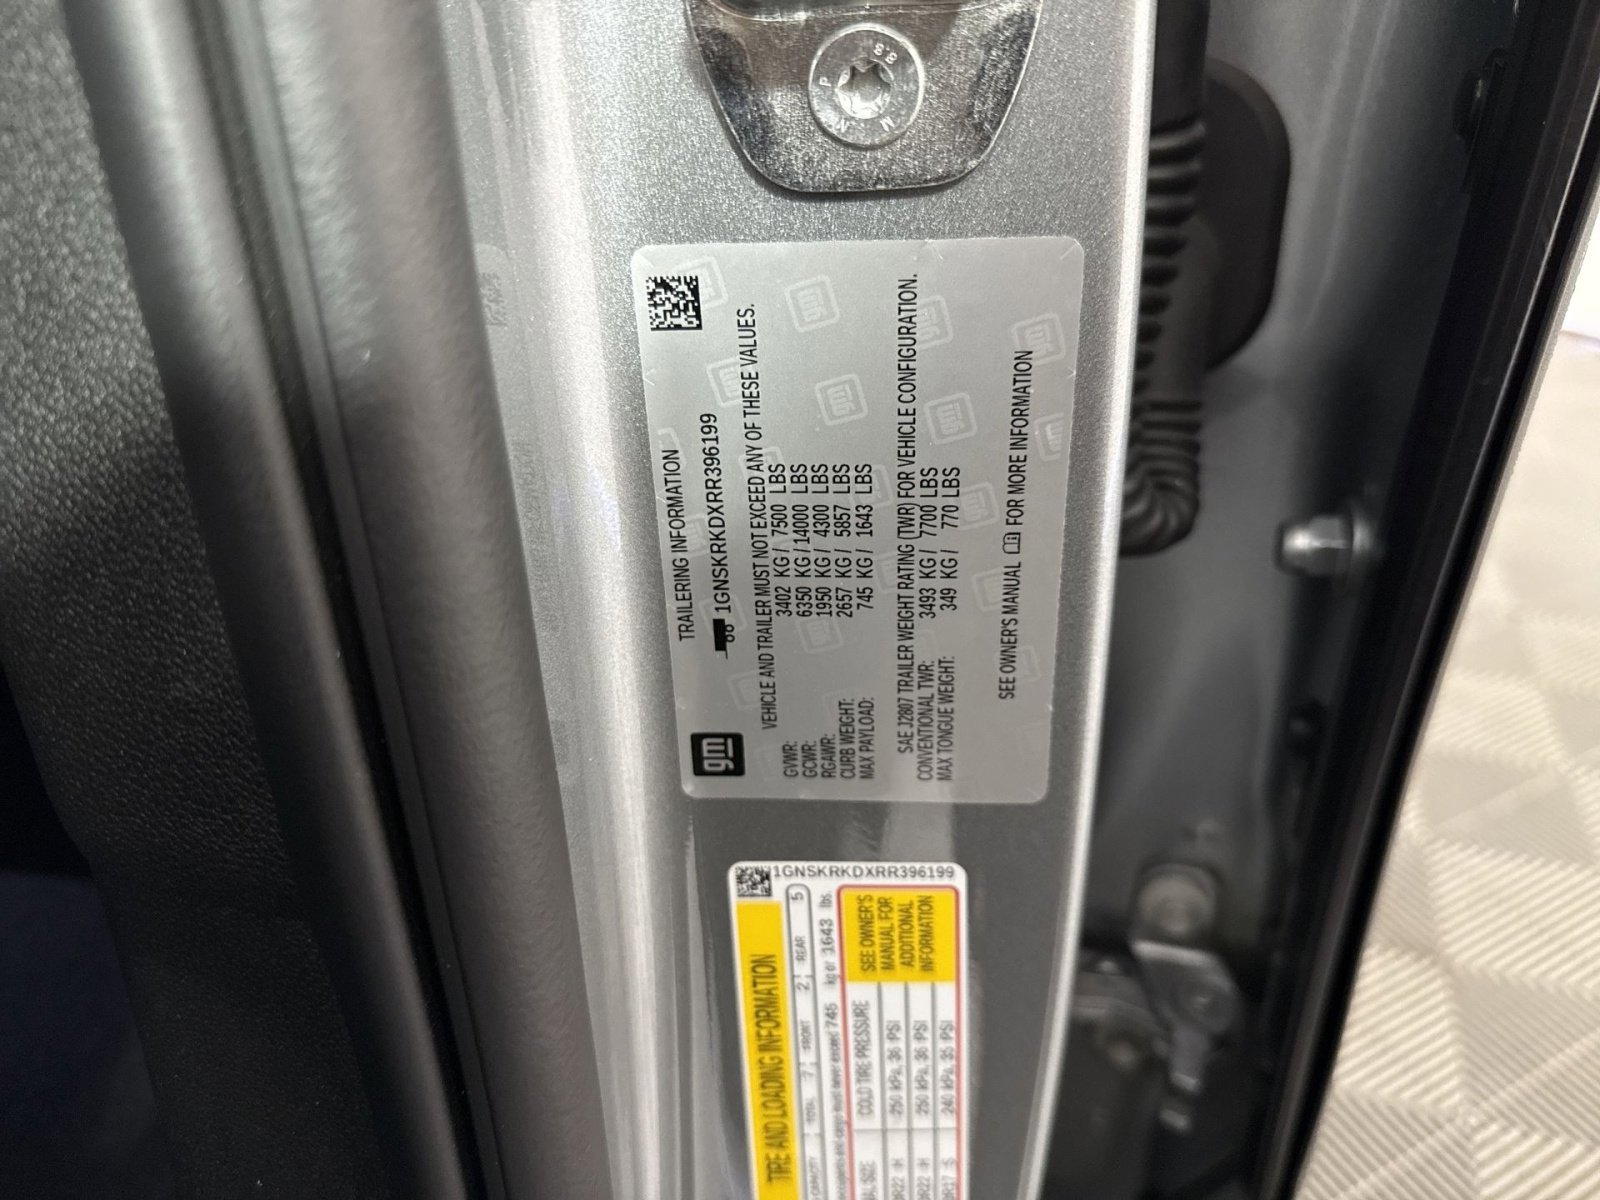 8.8
gm
TRAILERING INFORMATION
1GNSKRKDXRR396199
VEHICLE AND TRAILER MUST NOT EXCEED ANY OF THESE VALUES.
GVWR: 3402 KG / 7500 LBS
GCWR: 6350 KG / 14000 LBS
RGAWR: 1950 KG / 4300 LBS
CURB WEIGHT: 2657 KG / 5857 LBS
MAX PAYLOAD: 745 KG / 1643 LBS
SAE J2807 TRAILER WEIGHT RATING (TWR) FOR VEHICLE CONFIGURATION.
CONVENTIONAL TWR: 3493 KG / 7700 LBS
MAX TONGUE WEIGHT: 349 KG / 770 LBS
SEE OWNER'S MANUAL FOR MORE INFORMATION
1GNSKRKDXRR396199
TIRE AND LOADING INFORMATION
TOTAL 7 FRONT 2 REAR 5
745 kg or 1643 lbs.
COLD TIRE PRESSURE
250 kPa, 36 PSI
250 kPa, 36 PSI
240 kPa, 35 PSI
SEE OWNER'S
MANUAL FOR
ADDITIONAL
INFORMATION